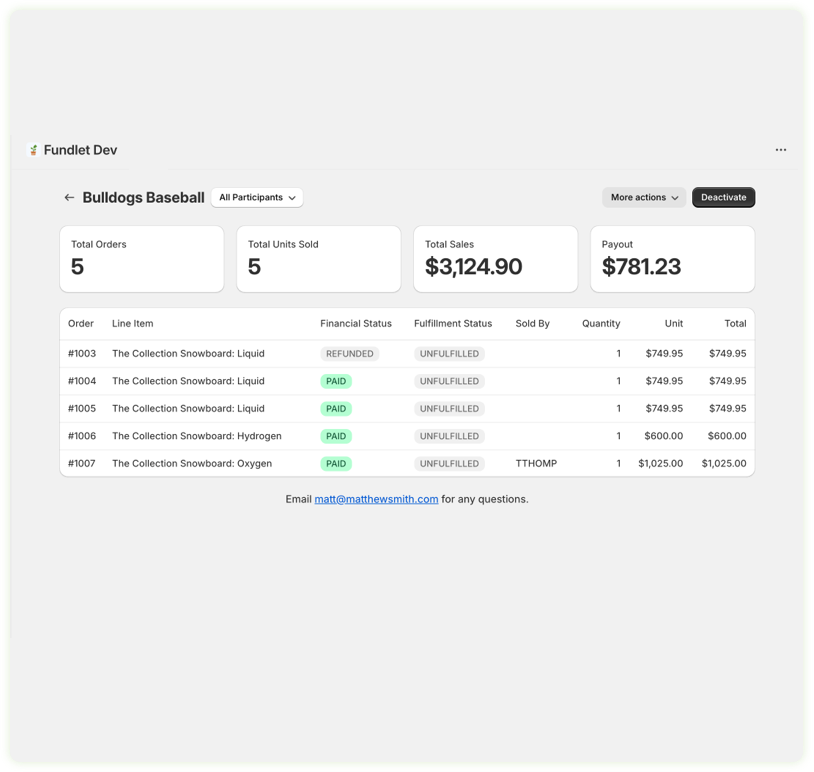 Fundlet Dev
Bulldogs Baseball All Participants More actions Deactivate
Total Orders Total Units Sold Total Sales Payout
5 5 $3,124.90 $781.23
Order Line Item Financial Status Fulfillment Status Sold By Quantity Unit Total
#1003 The Collection Snowboard: Liquid REFUNDED UNFULFILLED 1 $749.95 $749.95
#1004 The Collection Snowboard: Liquid PAID UNFULFILLED 1 $749.95 $749.95
#1005 The Collection Snowboard: Liquid PAID UNFULFILLED 1 $749.95 $749.95
#1006 The Collection Snowboard: Hydrogen PAID UNFULFILLED 1 $600.00 $600.00
#1007 The Collection Snowboard: Oxygen PAID UNFULFILLED TTHOMP 1 $1,025.00 $1,025.00
Email matt@matthewsmith.com for any questions.